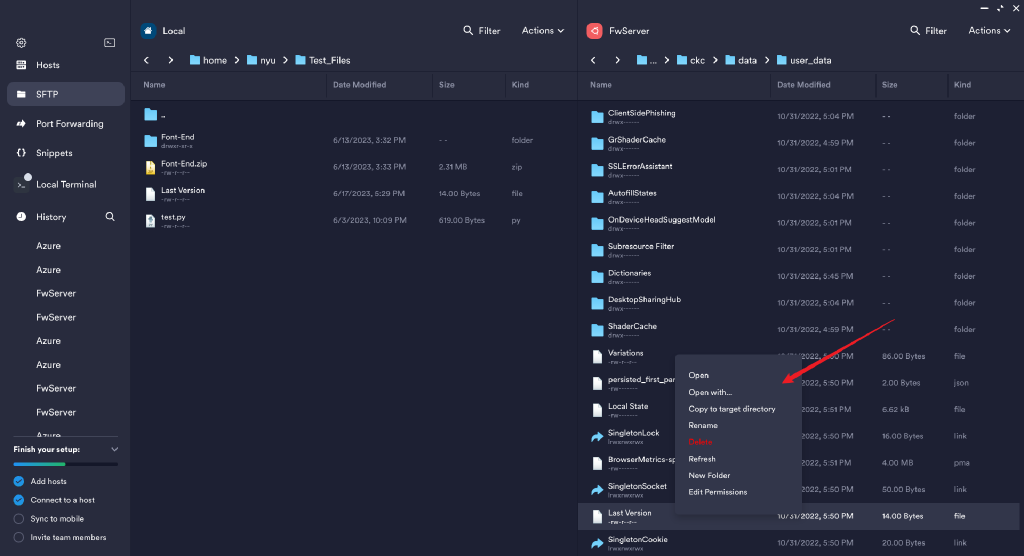 Hosts
SFTP
Port Forwarding
Snippets
Local Terminal
History
Azure
Azure
FwServer
FwServer
Azure
Azure
FwServer
FwServer
Azure
Finish your setup:
Add hosts
Connect to a host
Sync to mobile
Invite team members
Local
Filter
Actions
home
nyu
Test_Files
Name Date Modified Size Kind
..
Font-End 6/13/2023, 3:32 PM -- folder
drwxr-xr-x
Font-End.zip 6/13/2023, 3:33 PM 2.31 MB zip
-rw-r--r--
Last Version 6/17/2023, 5:29 PM 14.00 Bytes file
-rw-r--r--
test.py 6/3/2023, 10:09 PM 619.00 Bytes py
-rw-r--r--
FwServer
Filter
Actions
...
ckc
data
user_data
Name Date Modified Size Kind
ClientSidePhishing 10/31/2022, 5:04 PM -- folder
drwx------
GrShaderCache 10/31/2022, 4:59 PM -- folder
drwx------
SSLErrorAssistant 10/31/2022, 5:01 PM -- folder
drwx------
AutofillStates 10/31/2022, 5:04 PM -- folder
drwx------
OnDeviceHeadSuggestModel 10/31/2022, 5:01 PM -- folder
drwx------
Subresource Filter 10/31/2022, 5:01 PM -- folder
drwx------
Dictionaries 10/31/2022, 5:45 PM -- folder
drwx------
DesktopSharingHub 10/31/2022, 5:04 PM -- folder
drwx------
ShaderCache 10/31/2022, 4:59 PM -- folder
drwx------
Variations /2022, 5:50 PM 86.00 Bytes file
-rw-r--r--
persisted_first_par /2022, 5:50 PM 2.00 Bytes json
Local State /2022, 5:51 PM 6.62 kB file
-rw-------
SingletonLock /2022, 5:50 PM 16.00 Bytes link
lrwxrwxrwx
BrowserMetrics-sp /2022, 5:51 PM 4.00 MB pma
-rw-------
SingletonSocket /2022, 5:50 PM 50.00 Bytes link
lrwxrwxrwx
Last Version 10/31/2022, 5:50 PM 14.00 Bytes file
-rw-r--r--
SingletonCookie 10/31/2022, 5:50 PM 20.00 Bytes link
lrwxrwxrwx
Open
Open with...
Copy to target directory
Rename
Delete
Refresh
New Folder
Edit Permissions